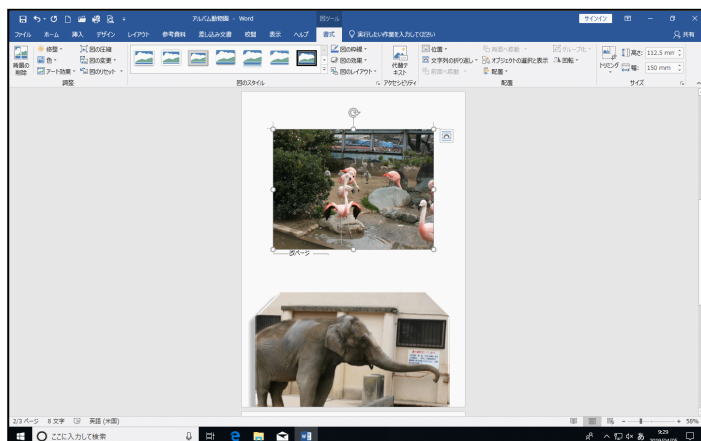 アルバム動物園 - Word
図ツール
サインイン
ファイル ホーム 挿入 デザイン レイアウト 参考資料 差し込み文書 校閲 表示 ヘルプ 書式 実行したい作業を入力してください 共有
背景の
削除
修整
色
アート効果
図の圧縮
図の変更
図のリセット
調整
図のスタイル
図の枠線
図の効果
図のレイアウト
代替テ
キスト
アクセシビリティ
位置
文字列の折り返し
前面へ移動
背面へ移動
オブジェクトの選択と表示
配置
グループ化
回転
配置
トリミング
高さ: 112.5 mm
幅: 150 mm
サイズ
改ページ
2/3 ページ 8 文字 英語 (米国)
58%
ここに入力して検索
あ
9:29